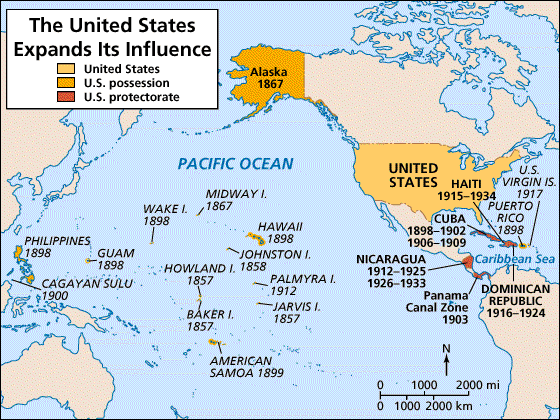 The United States
Expands Its Influence
United States
U.S. possession
U.S. protectorate
Alaska
1867
PACIFIC OCEAN
UNITED
STATES
HAITI
1915–1934
U.S.
VIRGIN IS.
1917
PUERTO
RICO
1898
CUBA
1898–1902
1906–1909
MIDWAY I.
1867
WAKE I.
1898
HAWAII
1898
PHILIPPINES
1898
GUAM
1898
JOHNSTON I.
1858
NICARAGUA
1912–1925
1926–1933
Caribbean Sea
HOWLAND I.
1857
CAGAYAN SULU
1900
PALMYRA I.
1912
DOMINICAN
REPUBLIC
1916–1924
Panama
Canal Zone
1903
JARVIS I.
1857
BAKER I.
1857
AMERICAN
SAMOA 1899
N
0 1000 2000 mi
0 1000 2000 km